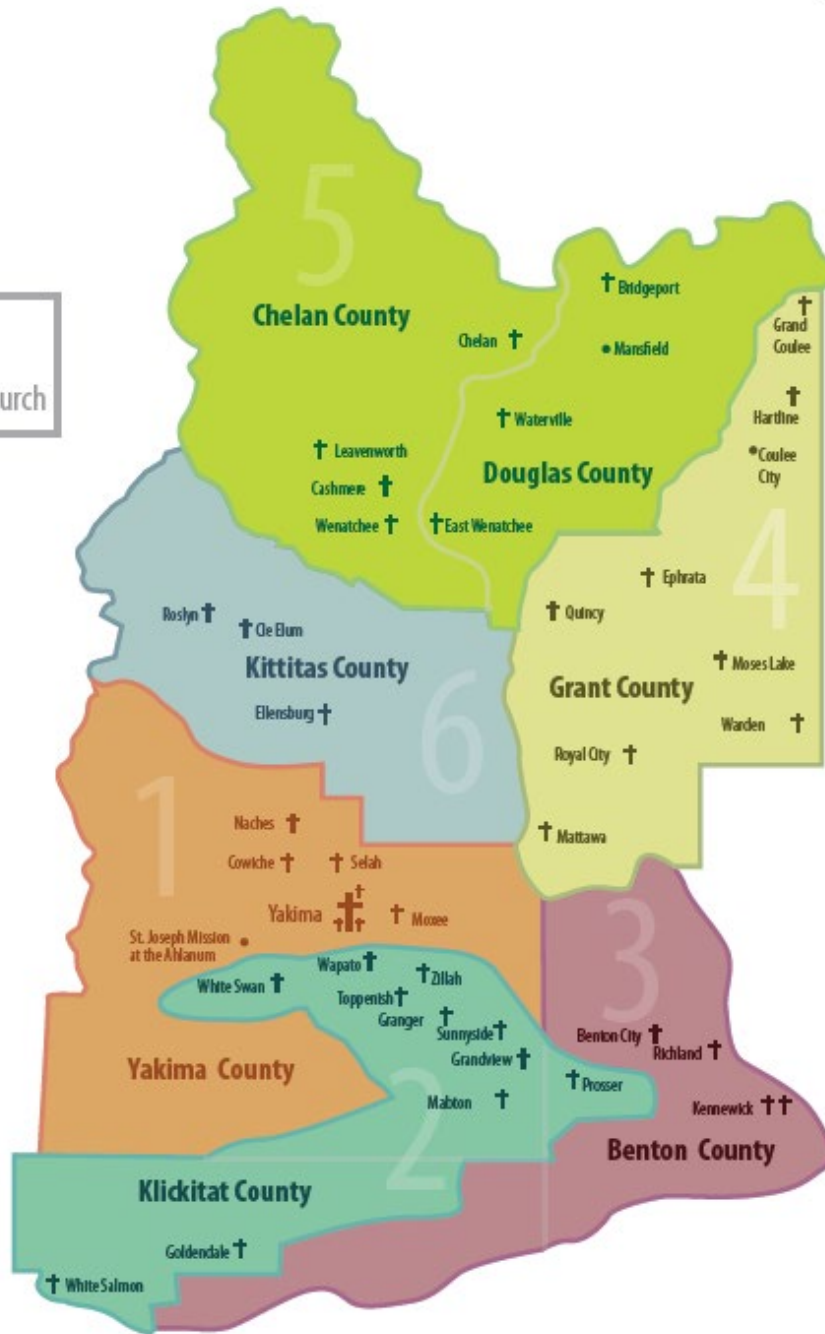 5
Chelan County
Bridgeport
Chelan
Mansfield
Grand
Coulee
urch
Hartline
Waterville
Leavenworth
Coulee
City
Douglas County
Cashmere
Wenatchee
East Wenatchee
4
Ephrata
Quincy
Roslyn
Cle Elum
Kittitas County
Moses Lake
Grant County
Ellensburg
6
Warden
Royal City
1
Naches
Mattawa
Cowiche
Selah
Yakima
Moxee
3
St. Joseph Mission
at the Ahtanum
Wapato
White Swan
Zillah
Toppenish
Granger
Sunnyside
Benton City
Richland
Grandview
Yakima County
Prosser
Mabton
Kennewick
2
Benton County
Klickitat County
Goldendale
White Salmon